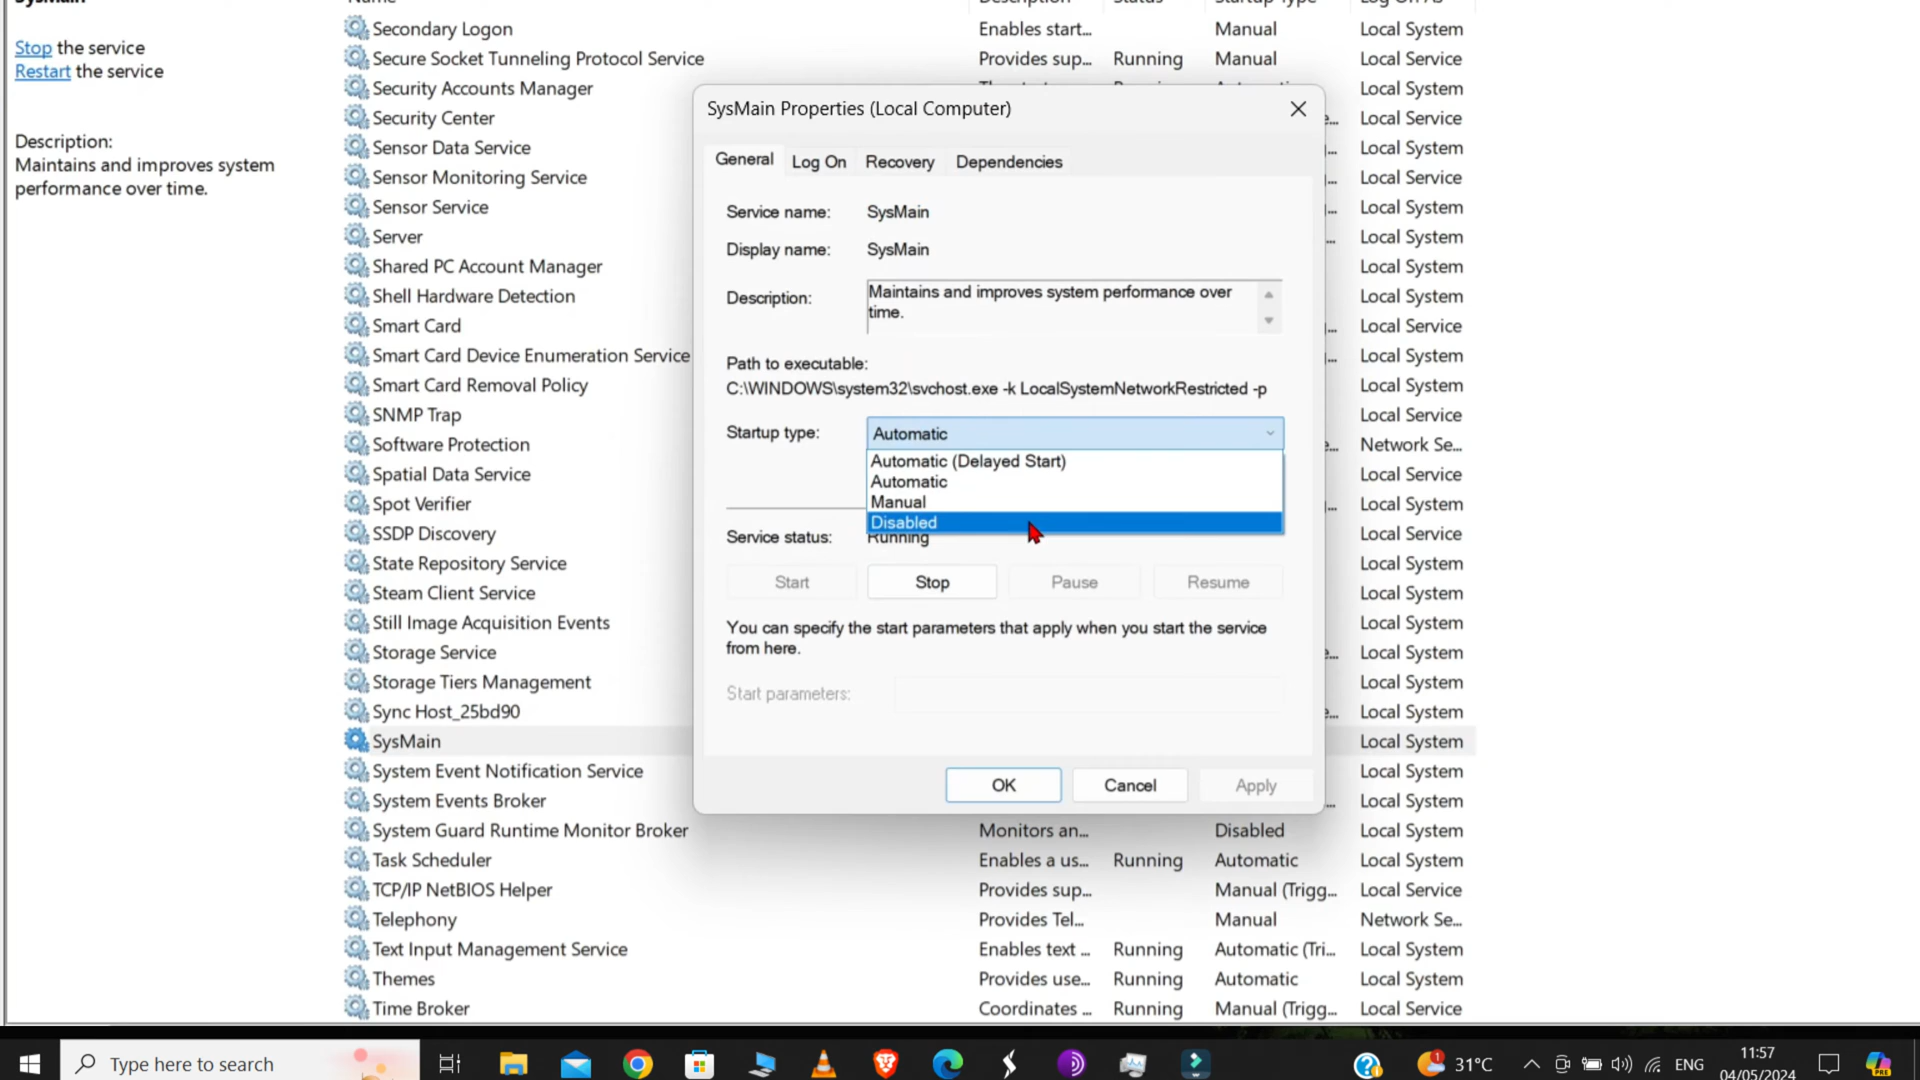 SysMain
Name Description Status Startup Type Log On As
Stop the service
Restart the service
Description:
Maintains and improves system
performance over time.
Secondary Logon Enables start... Manual Local System
Secure Socket Tunneling Protocol Service Provides sup... Running Manual Local Service
Security Accounts Manager Local System
Security Center Local Service
Sensor Data Service Local System
Sensor Monitoring Service Local Service
Sensor Service Local System
Server Local System
Shared PC Account Manager Local System
Shell Hardware Detection Local System
Smart Card Local Service
Smart Card Device Enumeration Service Local System
Smart Card Removal Policy Local System
SNMP Trap Local Service
Software Protection Network Se...
Spatial Data Service Local Service
Spot Verifier Local System
SSDP Discovery Local Service
State Repository Service Local System
Steam Client Service Local System
Still Image Acquisition Events Local System
Storage Service Local System
Storage Tiers Management Local System
Sync Host_25bd90 Local System
SysMain Local System
System Event Notification Service Local System
System Events Broker Local System
System Guard Runtime Monitor Broker Monitors an... Disabled Local System
Task Scheduler Enables a us... Running Automatic Local System
TCP/IP NetBIOS Helper Provides sup... Manual (Trigg... Local Service
Telephony Provides Tel... Manual Network Se...
Text Input Management Service Enables text ... Running Automatic (Tri... Local System
Themes Provides use... Running Automatic Local System
Time Broker Coordinates ... Running Manual (Trigg... Local Service
SysMain Properties (Local Computer)
General Log On Recovery Dependencies
Service name: SysMain
Display name: SysMain
Description: Maintains and improves system performance over
time.
Path to executable:
C:\WINDOWS\system32\svchost.exe -k LocalSystemNetworkRestricted -p
Startup type: Automatic
Automatic (Delayed Start)
Automatic
Manual
Disabled
Service status: Running
Start Stop Pause Resume
You can specify the start parameters that apply when you start the service
from here.
Start parameters:
OK Cancel Apply
Type here to search
1 31°C ENG 11:57
04/05/2024
PRE